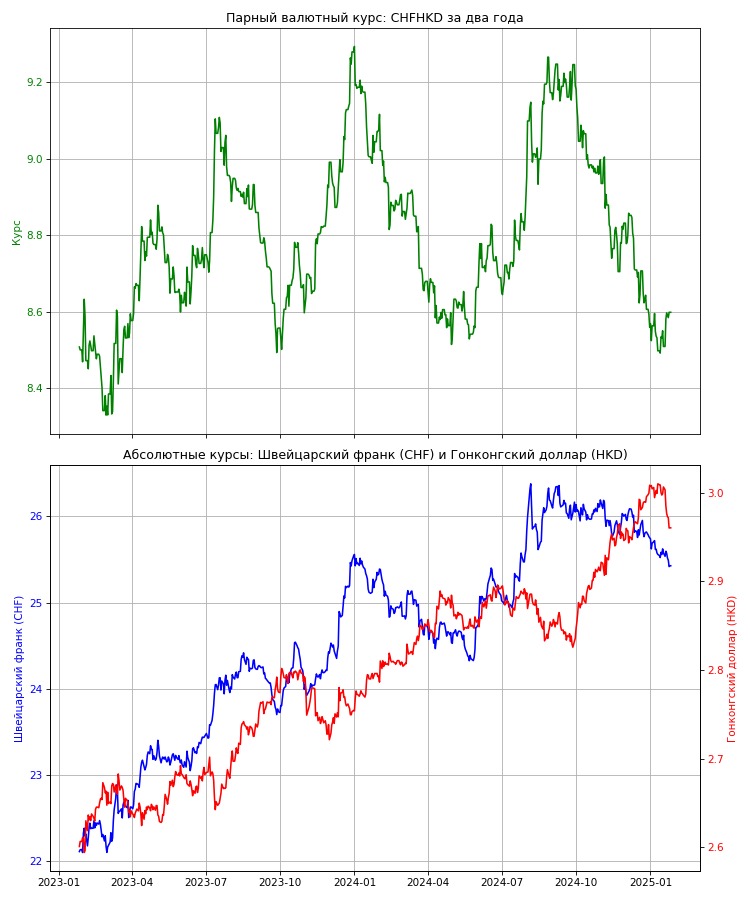 Парный валютный курс: CHFHKD за два года
9.2
9.0
8.8
8.6
8.4
Курс
Абсолютные курсы: Швейцарский франк (CHF) и Гонконгский доллар (HKD)
26
25
24
23
22
Швейцарский франк (CHF)
3.0
2.9
2.8
2.7
2.6
Гонконгский доллар (HKD)
2023-01 2023-04 2023-07 2023-10 2024-01 2024-04 2024-07 2024-10 2025-01